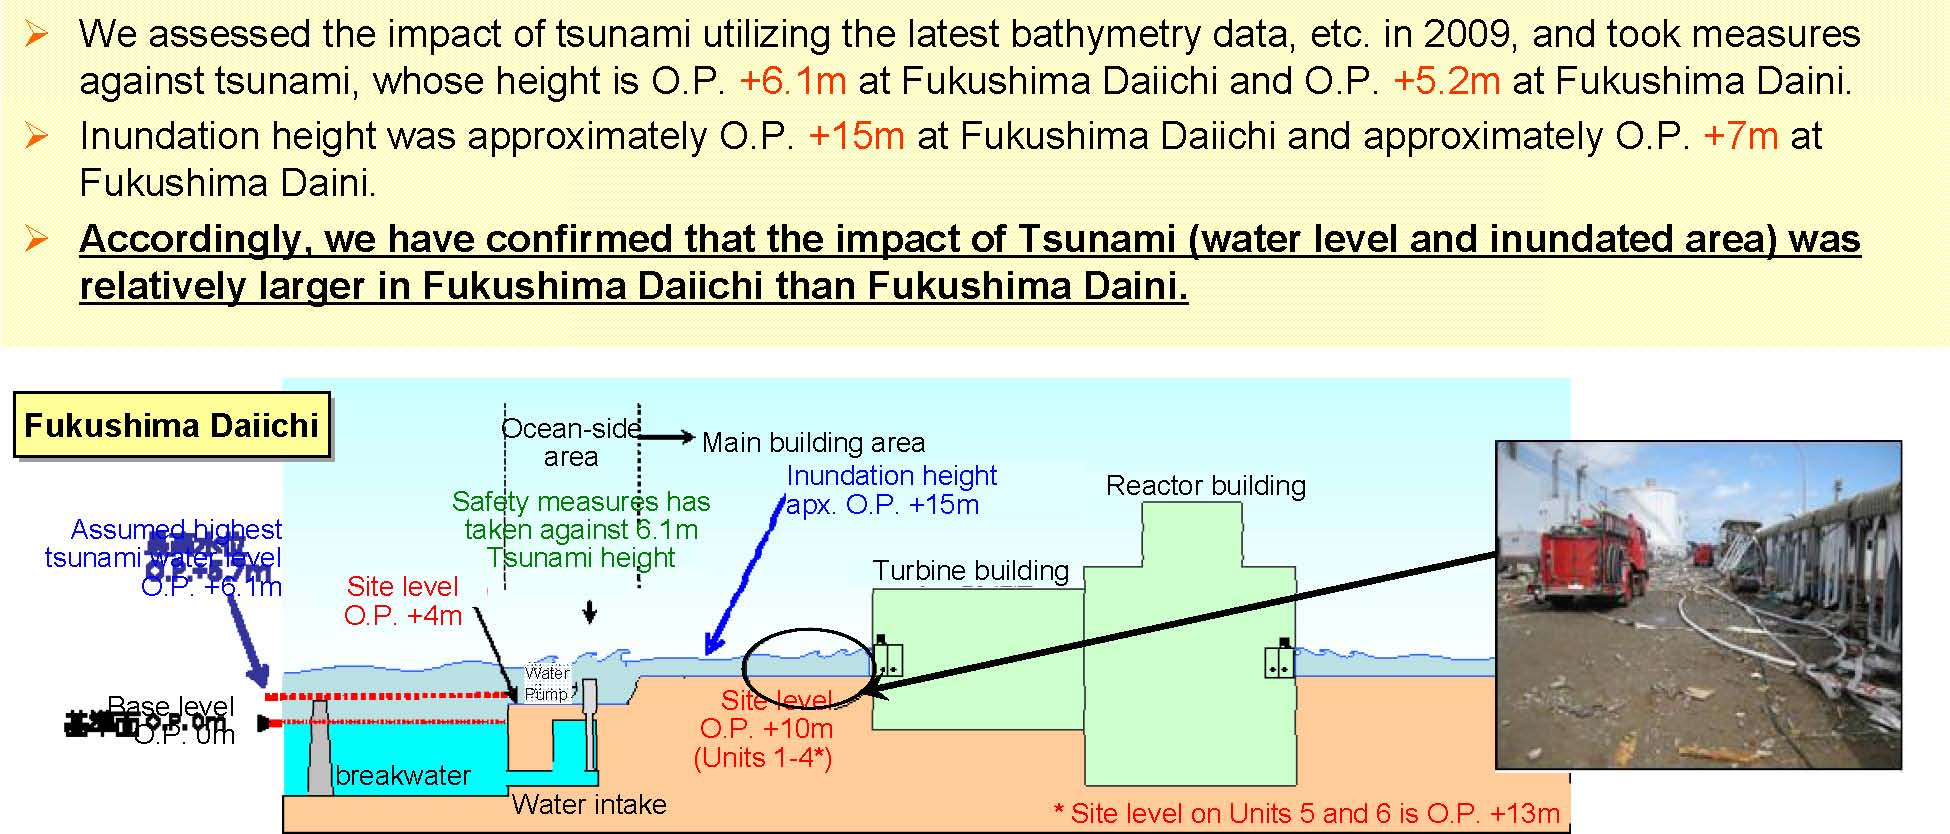 We assessed the impact of tsunami utilizing the latest bathymetry data, etc. in 2009, and took measures
against tsunami, whose height is O.P. +6.1m at Fukushima Daiichi and O.P. +5.2m at Fukushima Daini.
Inundation height was approximately O.P. +15m at Fukushima Daiichi and approximately O.P. +7m at
Fukushima Daini.
Accordingly, we have confirmed that the impact of Tsunami (water level and inundated area) was
relatively larger in Fukushima Daiichi than Fukushima Daini.
Fukushima Daiichi
Ocean-side
area
Main building area
Inundation height
apx. O.P. +15m
Reactor building
Safety measures has
taken against 6.1m
Tsunami height
Assumed highest
tsunami water level
O.P. +6.1m
O.P.+5.7m
Site level
O.P. +4m
Turbine building
Water
Pump
Base level
O.P. 0m
O.P. 0m
Site level
O.P. +10m
(Units 1-4*)
breakwater
Water intake
* Site level on Units 5 and 6 is O.P. +13m